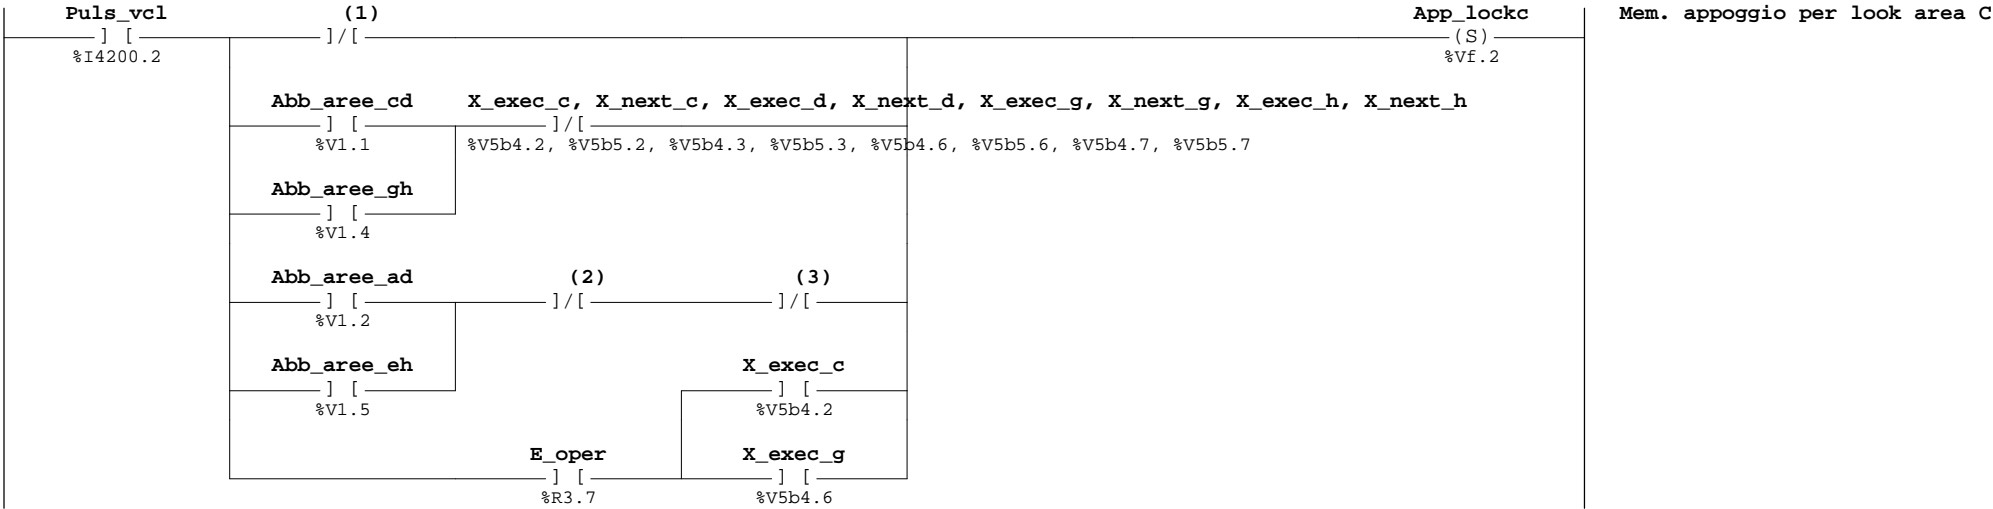 Puls_vcl (1) App_lockc Mem. appoggio per look area C
] [ ]/[ (S)
%I4200.2 %Vf.2
Abb_aree_cd X_exec_c, X_next_c, X_exec_d, X_next_d, X_exec_g, X_next_g, X_exec_h, X_next_h
] [ ]/[
%V1.1 %V5b4.2, %V5b5.2, %V5b4.3, %V5b5.3, %V5b4.6, %V5b5.6, %V5b4.7, %V5b5.7
Abb_aree_gh
] [
%V1.4
Abb_aree_ad (2) (3)
] [ ]/[ ]/[
%V1.2
Abb_aree_eh X_exec_c
] [ ] [
%V1.5 %V5b4.2
E_oper X_exec_g
] [ ] [
%R3.7 %V5b4.6